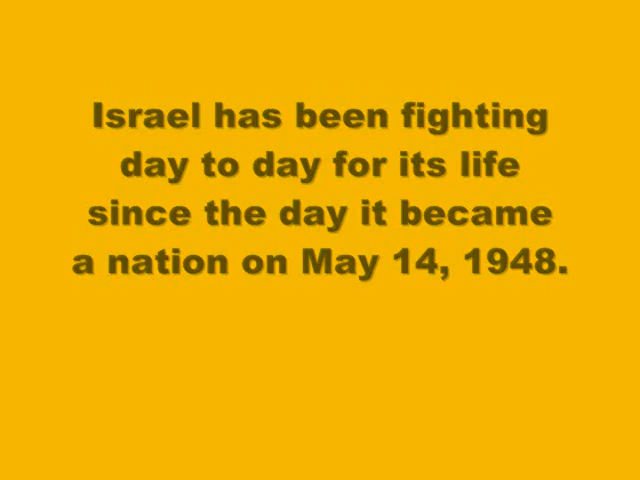 Israel has been fighting
day to day for its life
since the day it became
a nation on May 14, 1948.